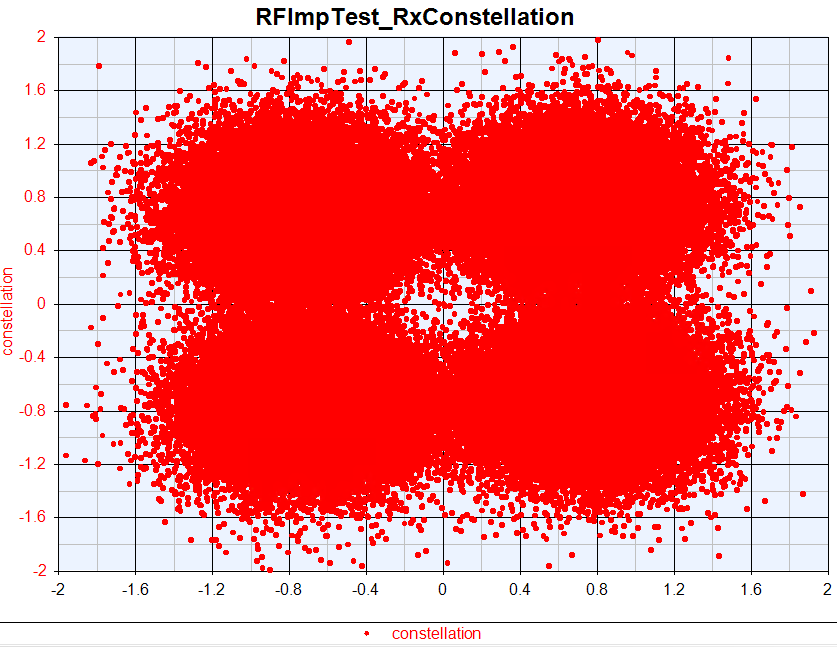 RFImpTest_RxConstellation
2
1.6
1.2
0.8
0.4
0
-0.4
-0.8
-1.2
-1.6
-2
constellation
-2 -1.6 -1.2 -0.8 -0.4 0 0.4 0.8 1.2 1.6 2
constellation